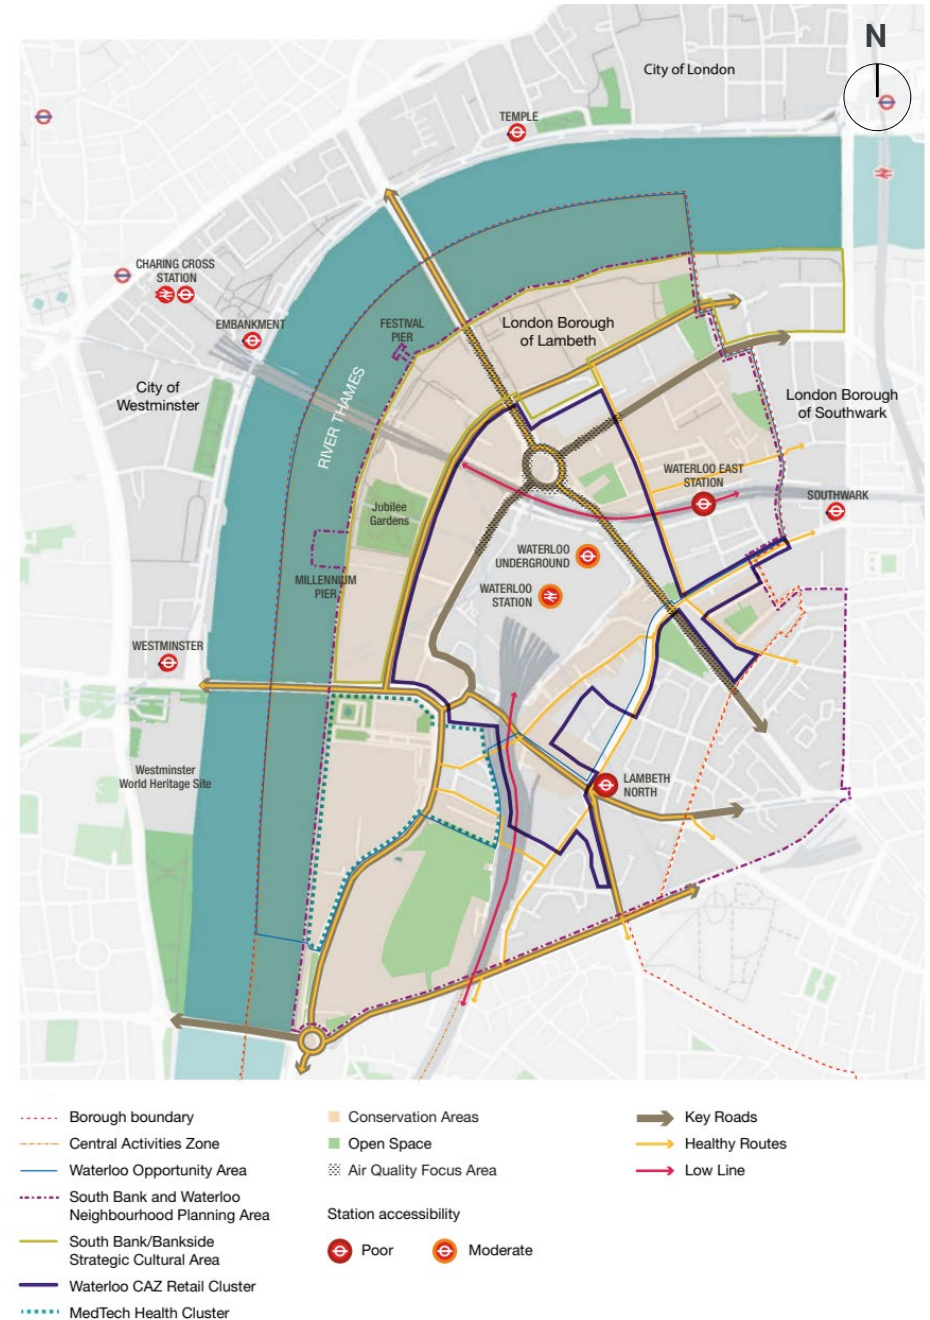 N
City of London
TEMPLE
CHARING CROSS
STATION
EMBANKMENT
FESTIVAL
PIER
London Borough
of Lambeth
City of
Westminster
RIVER THAMES
London Borough
of Southwark
WATERLOO EAST
STATION
SOUTHWARK
Jubilee
Gardens
WATERLOO
UNDERGROUND
MILLENNIUM
PIER
WATERLOO
STATION
WESTMINSTER
Westminster
World Heritage Site
LAMBETH
NORTH
Borough boundary
Central Activities Zone
Waterloo Opportunity Area
South Bank and Waterloo
Neighbourhood Planning Area
South Bank/Bankside
Strategic Cultural Area
Waterloo CAZ Retail Cluster
MedTech Health Cluster
Conservation Areas
Open Space
Air Quality Focus Area
Station accessibility
Poor
Moderate
Key Roads
Healthy Routes
Low Line